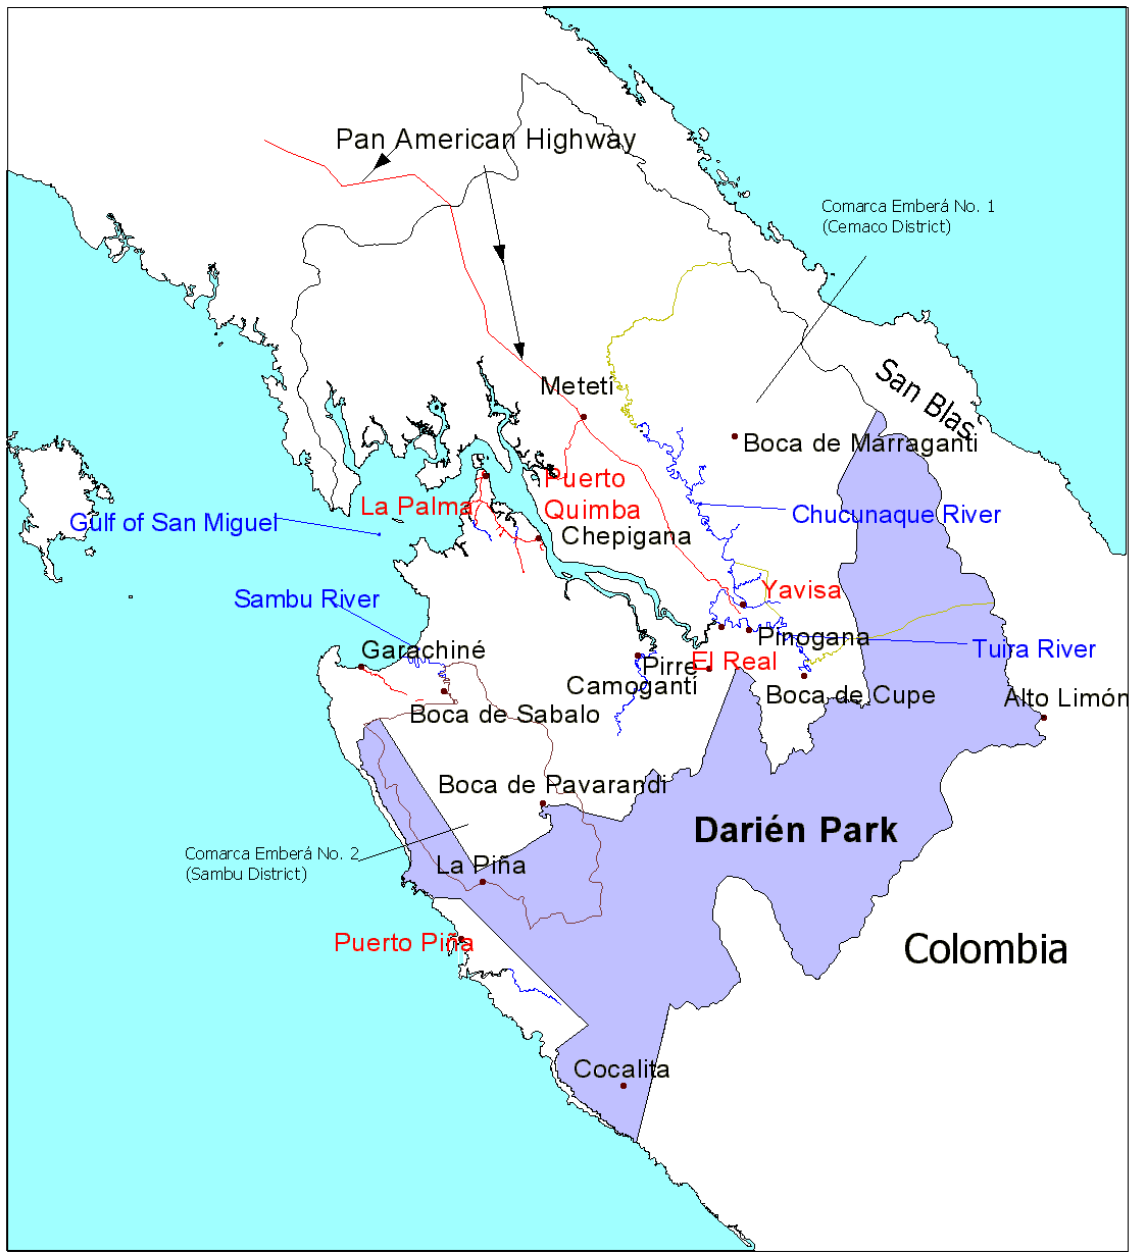 Pan American Highway
Comarca Emberá No. 1
(Cemaco District)
San Blas
Metetí
Boca de Marraganti
Puerto
Quimba
La Palma
Gulf of San Miguel
Chucunaque River
Chepigana
Sambu River
Yavisa
Pinogana
Tuira River
Garachiné
Pirre
El Real
Camogantí
Boca de Cupe
Alto Limón
Boca de Sabalo
Boca de Pavarandi
Darién Park
Comarca Emberá No. 2
(Sambu District)
La Piña
Puerto Piña
Colombia
Cocalita